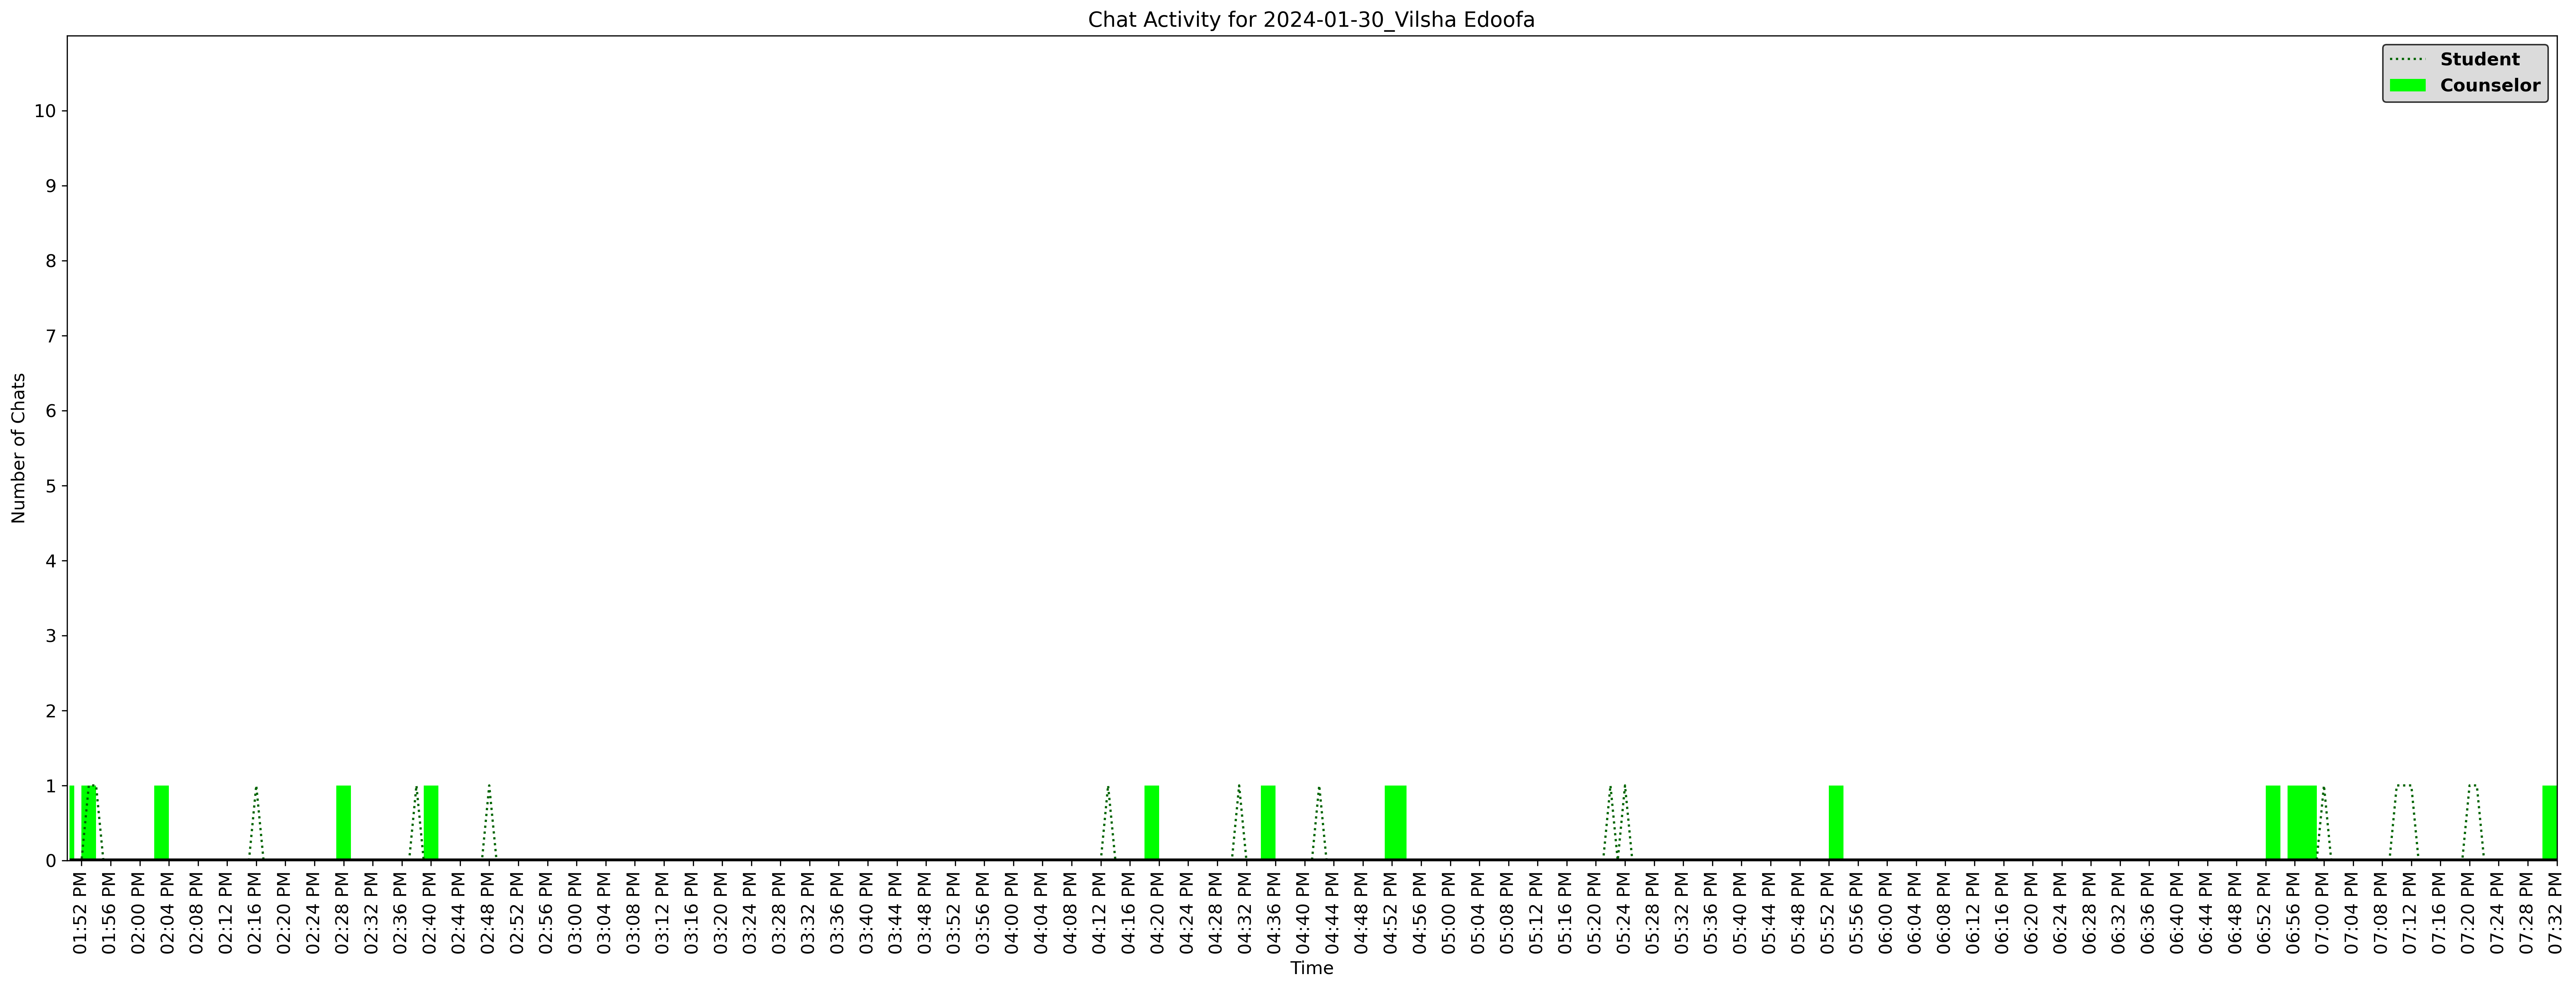 Chat Activity for 2024-01-30_Vilsha Edoofa
Student
Counselor
Number of Chats
10
9
8
7
6
5
4
3
2
1
0
01:52 PM
01:56 PM
02:00 PM
02:04 PM
02:08 PM
02:12 PM
02:16 PM
02:20 PM
02:24 PM
02:28 PM
02:32 PM
02:36 PM
02:40 PM
02:44 PM
02:48 PM
02:52 PM
02:56 PM
03:00 PM
03:04 PM
03:08 PM
03:12 PM
03:16 PM
03:20 PM
03:24 PM
03:28 PM
03:32 PM
03:36 PM
03:40 PM
03:44 PM
03:48 PM
03:52 PM
03:56 PM
04:00 PM
04:04 PM
04:08 PM
04:12 PM
04:16 PM
04:20 PM
04:24 PM
04:28 PM
04:32 PM
04:36 PM
04:40 PM
04:44 PM
04:48 PM
04:52 PM
04:56 PM
05:00 PM
05:04 PM
05:08 PM
05:12 PM
05:16 PM
05:20 PM
05:24 PM
05:28 PM
05:32 PM
05:36 PM
05:40 PM
05:44 PM
05:48 PM
05:52 PM
05:56 PM
06:00 PM
06:04 PM
06:08 PM
06:12 PM
06:16 PM
06:20 PM
06:24 PM
06:28 PM
06:32 PM
06:36 PM
06:40 PM
06:44 PM
06:48 PM
06:52 PM
06:56 PM
07:00 PM
07:04 PM
07:08 PM
07:12 PM
07:16 PM
07:20 PM
07:24 PM
07:28 PM
07:32 PM
Time